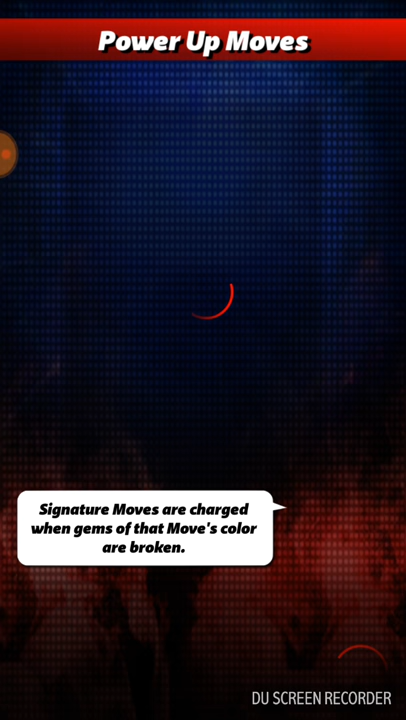 Power Up Moves
Signature Moves are charged
when gems of that Move's color
are broken.
DU SCREEN RECORDER